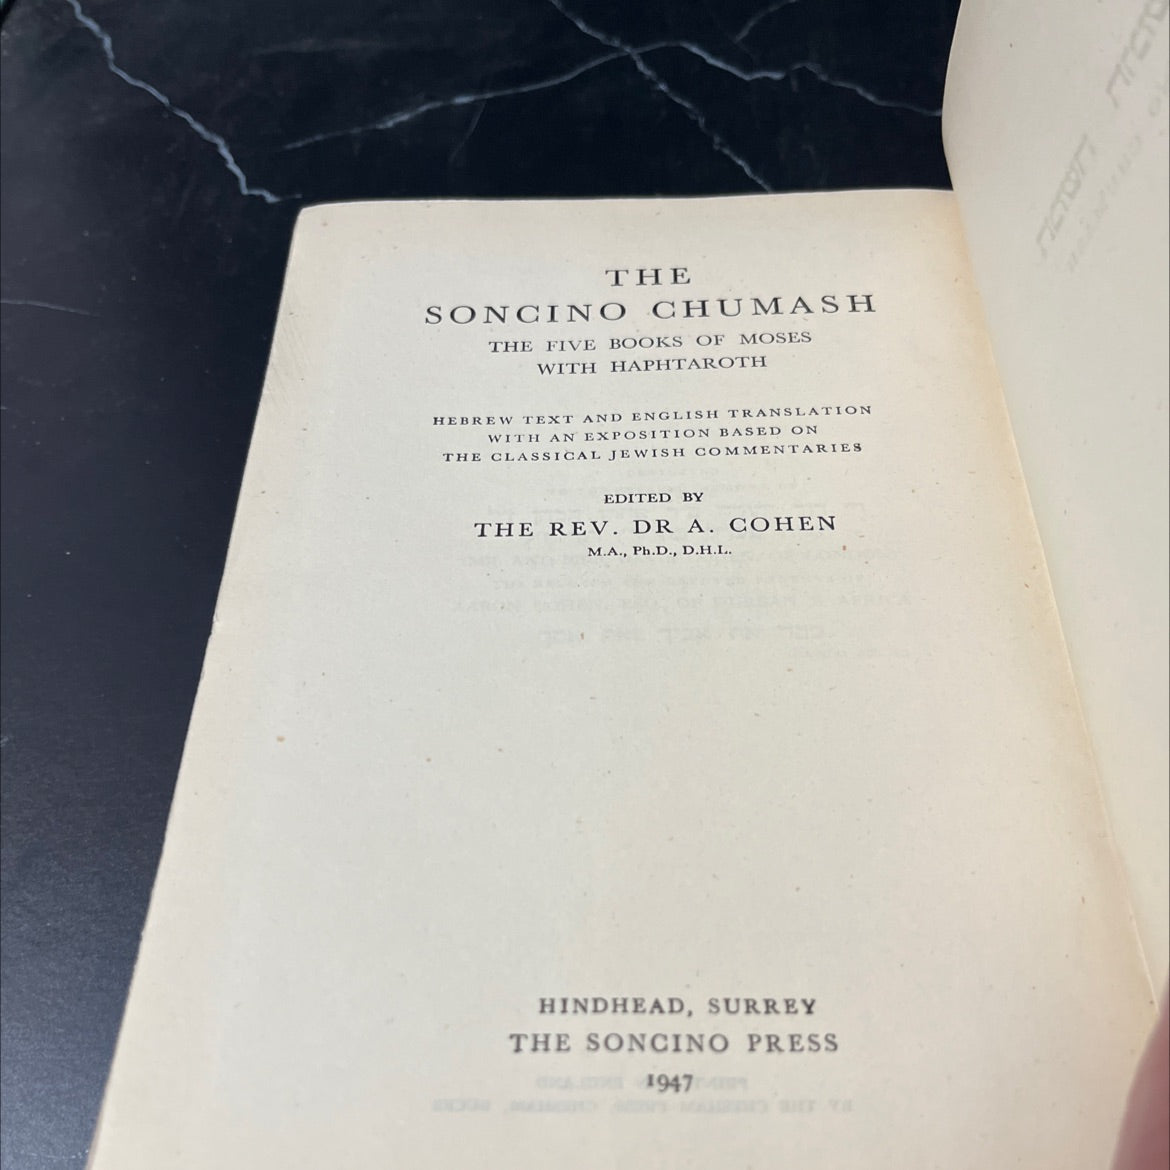 THE
SONCINO CHUMASH
THE FIVE BOOKS OF MOSES
WITH HAPHTAROTH
HEBREW TEXT AND ENGLISH TRANSLATION
WITH AN EXPOSITION BASED ON
THE CLASSICAL JEWISH COMMENTARIES
EDITED BY
THE REV. DR A. COHEN
M.A., Ph.D., D.H.L.
HINDHEAD, SURREY
THE SONCINO PRESS
1947